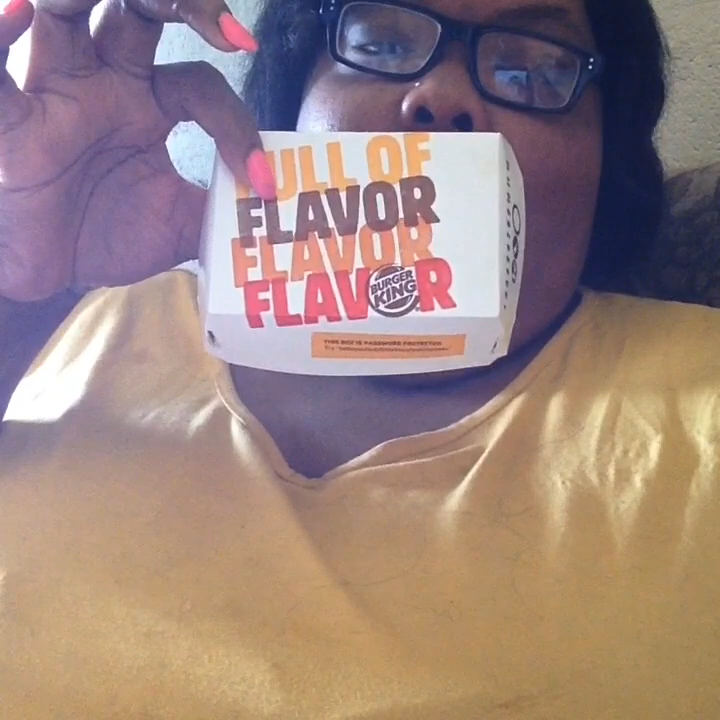 FULL OF
FLAVOR
FLAVOR
FLAVOR
BURGER
KING
THIS BOX IS PASSWORD PROTECTED.